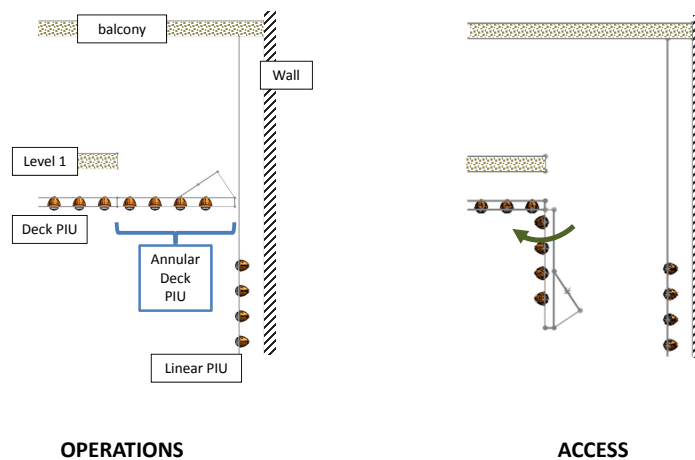 balcony
Wall
Level 1
Deck PIU
Annular
Deck
PIU
Linear PIU
OPERATIONS
ACCESS